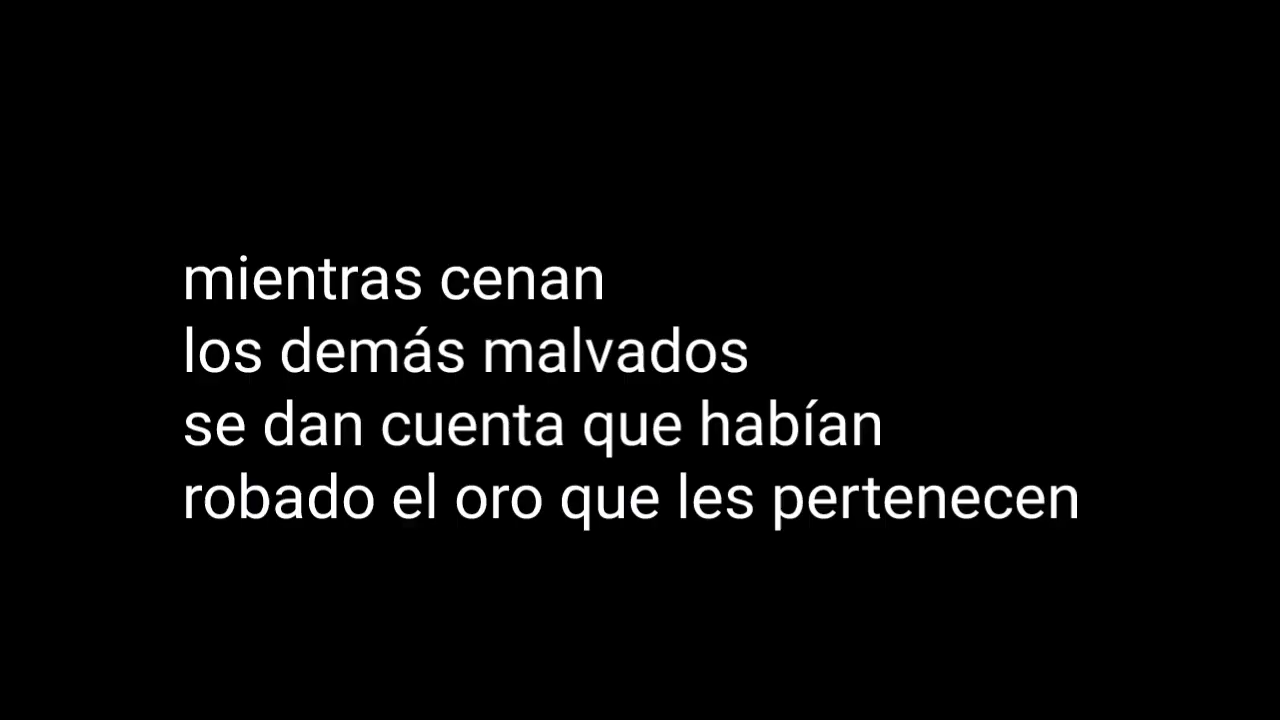 mientras cenan
los demás malvados
se dan cuenta que habían
robado el oro que les pertenecen